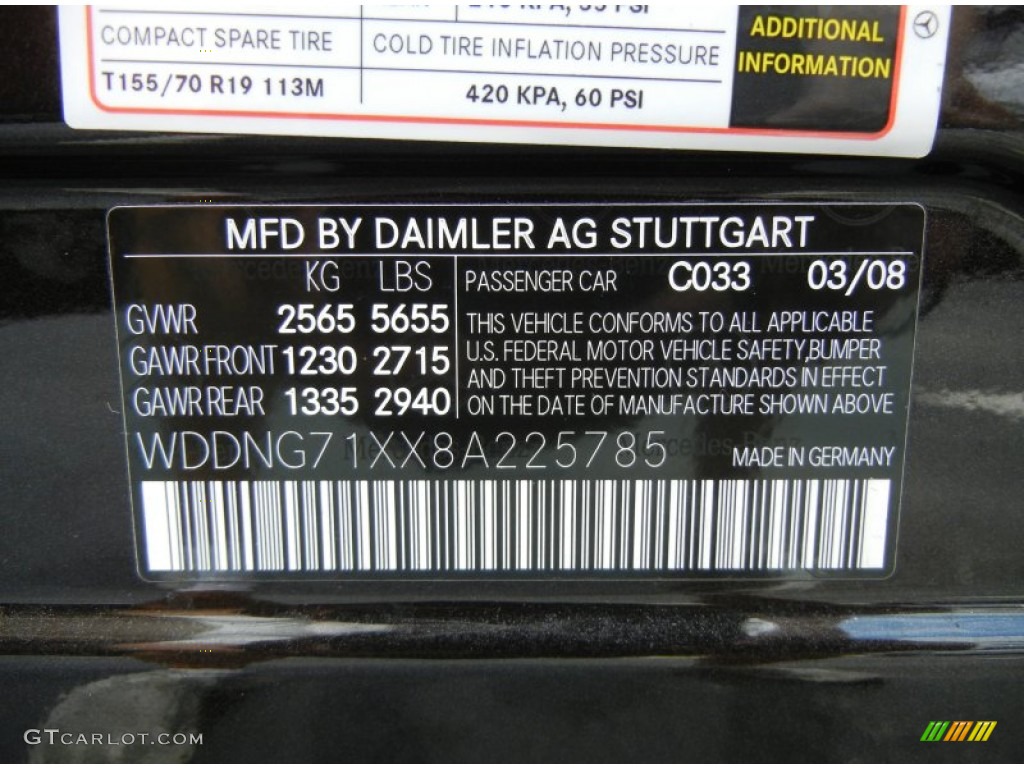 COMPACT SPARE TIRE COLD TIRE INFLATION PRESSURE
T155/70 R19 113M 420 KPA, 60 PSI
ADDITIONAL
INFORMATION
MFD BY DAIMLER AG STUTTGART
KG LBS
GVWR 2565 5655
GAWR FRONT 1230 2715
GAWR REAR 1335 2940
PASSENGER CAR C033 03/08
THIS VEHICLE CONFORMS TO ALL APPLICABLE
U.S. FEDERAL MOTOR VEHICLE SAFETY,BUMPER
AND THEFT PREVENTION STANDARDS IN EFFECT
ON THE DATE OF MANUFACTURE SHOWN ABOVE
WDDNG71XX8A225785 MADE IN GERMANY
GTCARLOT.COM